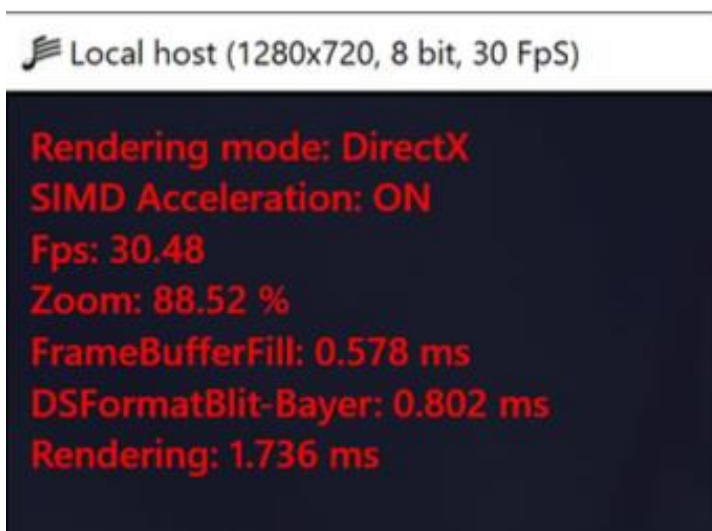 Local host (1280x720, 8 bit, 30 FpS)
Rendering mode: DirectX
SIMD Acceleration: ON
Fps: 30.48
Zoom: 88.52 %
FrameBufferFill: 0.578 ms
DSFormatBlit-Bayer: 0.802 ms
Rendering: 1.736 ms